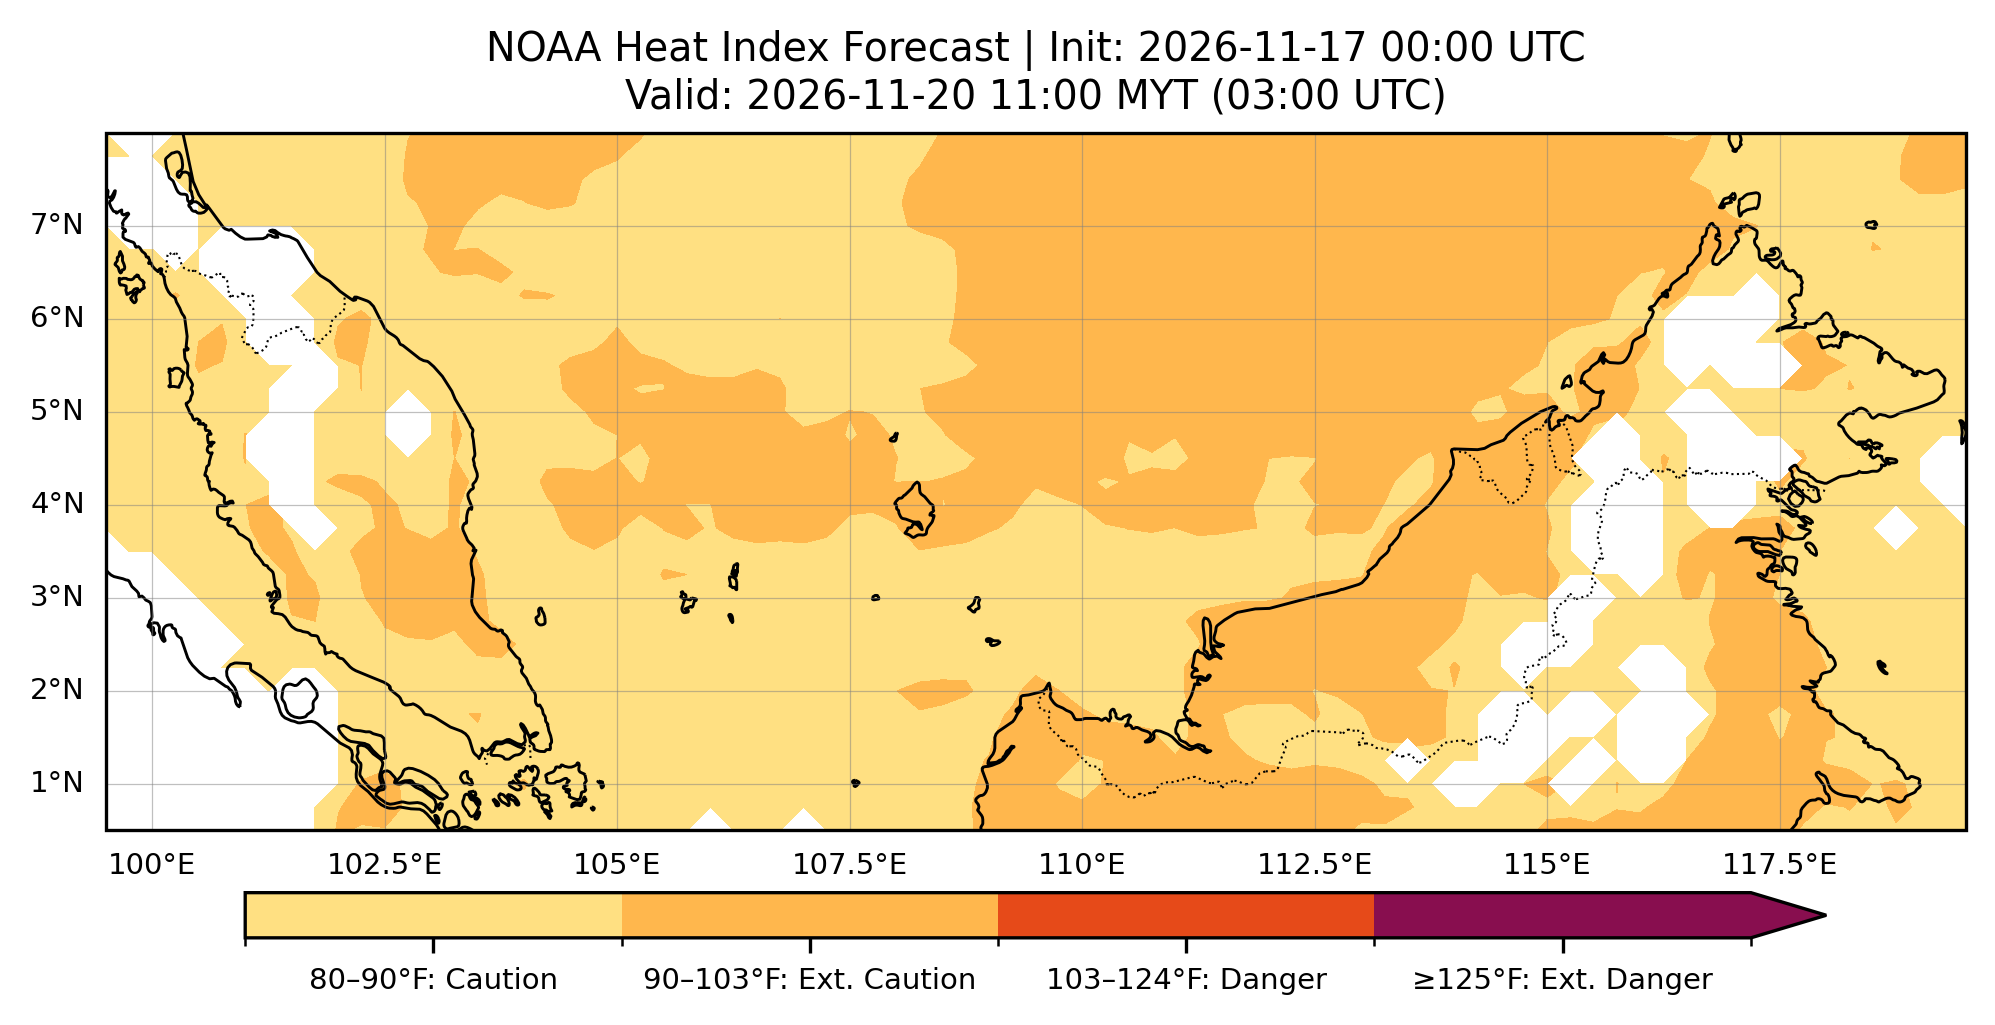 NOAA Heat Index Forecast | Init: 2026-11-17 00:00 UTC
Valid: 2026-11-20 11:00 MYT (03:00 UTC)
7°N
6°N
5°N
4°N
3°N
2°N
1°N
100°E 102.5°E 105°E 107.5°E 110°E 112.5°E 115°E 117.5°E
80–90°F: Caution 90–103°F: Ext. Caution 103–124°F: Danger ≥125°F: Ext. Danger